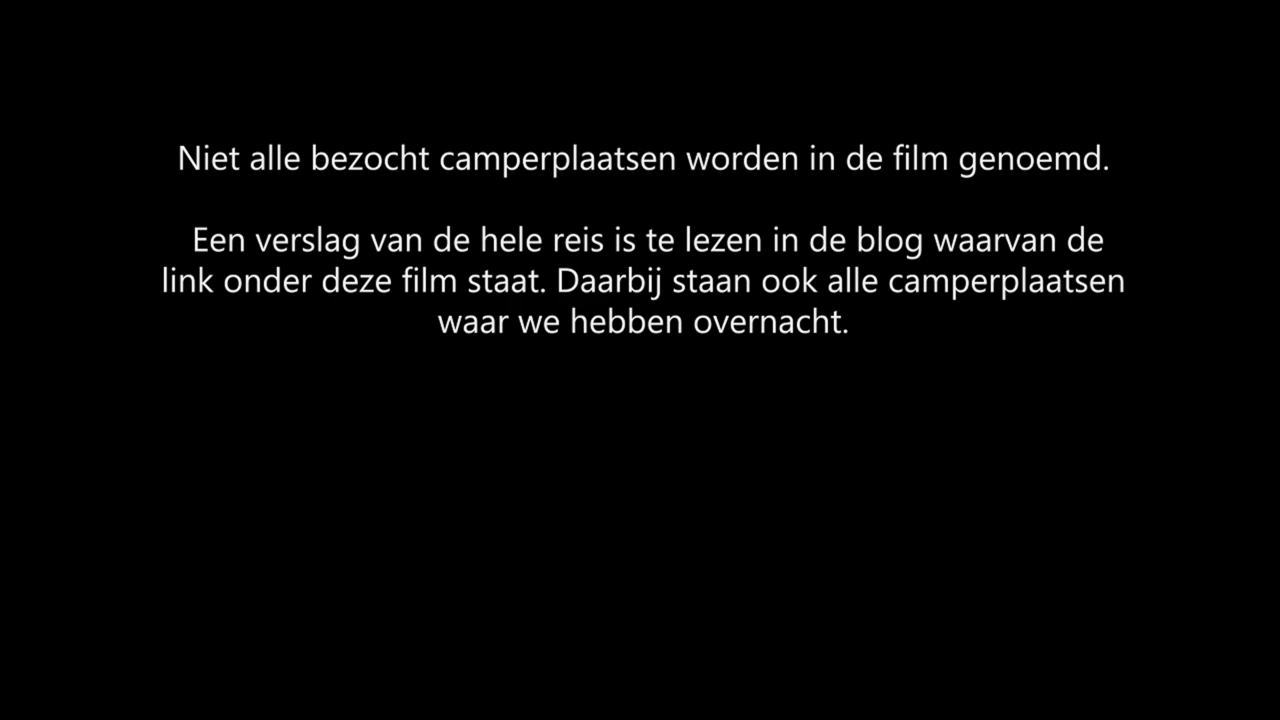 Niet alle bezocht camperplaatsen worden in de film genoemd.
Een verslag van de hele reis is te lezen in de blog waarvan de
link onder deze film staat. Daarbij staan ook alle camperplaatsen
waar we hebben overnacht.